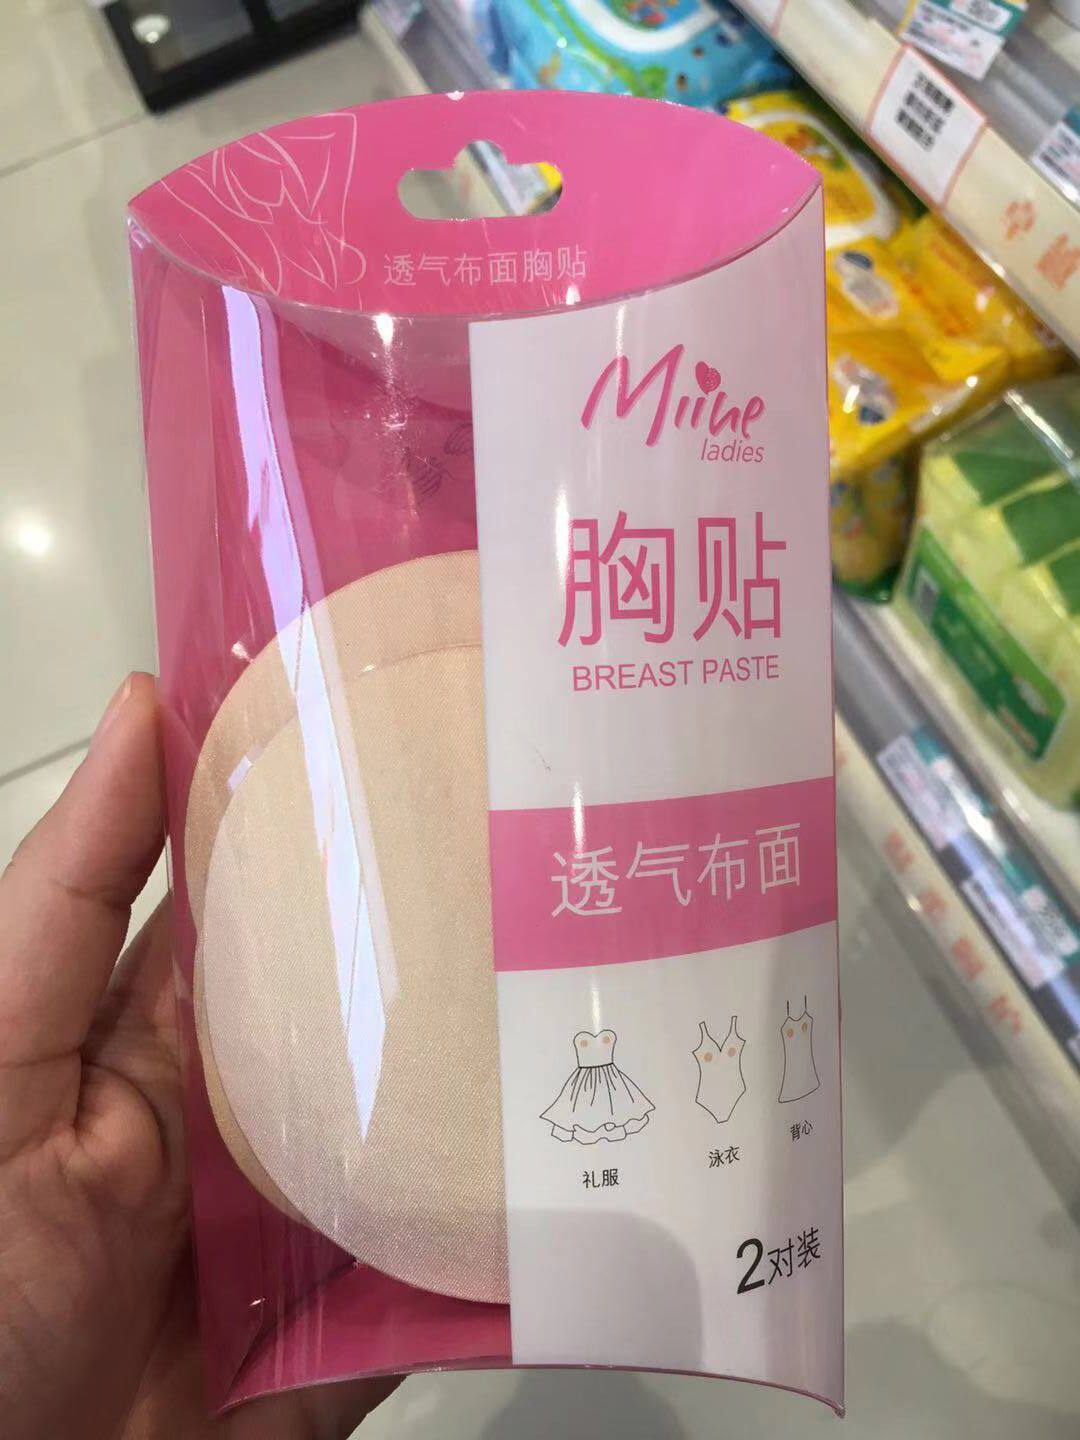 透气布面胸贴
Miine
ladies
胸贴
BREAST PASTE
透气布面
礼服
泳衣
背心
2对装